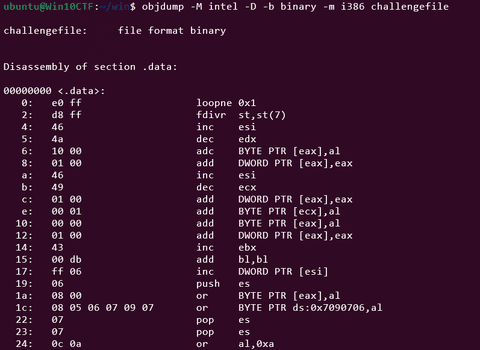 ubuntu@Win10CTF:~/win$ objdump -M intel -D -b binary -m i386 challengefile
challengefile:     file format binary
Disassembly of section .data:
00000000 <.data>:
0: e0 ff loopne 0x1
2: d8 ff fdivr st,st(7)
4: 46 inc esi
5: 4a dec edx
6: 10 00 adc BYTE PTR [eax],al
8: 01 00 add DWORD PTR [eax],eax
a: 46 inc esi
b: 49 dec ecx
c: 01 00 add DWORD PTR [eax],eax
e: 00 01 add BYTE PTR [ecx],al
10: 00 00 add BYTE PTR [eax],al
12: 01 00 add DWORD PTR [eax],eax
14: 43 inc ebx
15: 00 db add bl,bl
17: ff 06 inc DWORD PTR [esi]
19: 06 push es
1a: 08 00 or BYTE PTR [eax],al
1c: 08 05 06 07 09 07 or BYTE PTR ds:0x7090706,al
22: 07 pop es
23: 07 pop es
24: 0c 0a or al,0xa